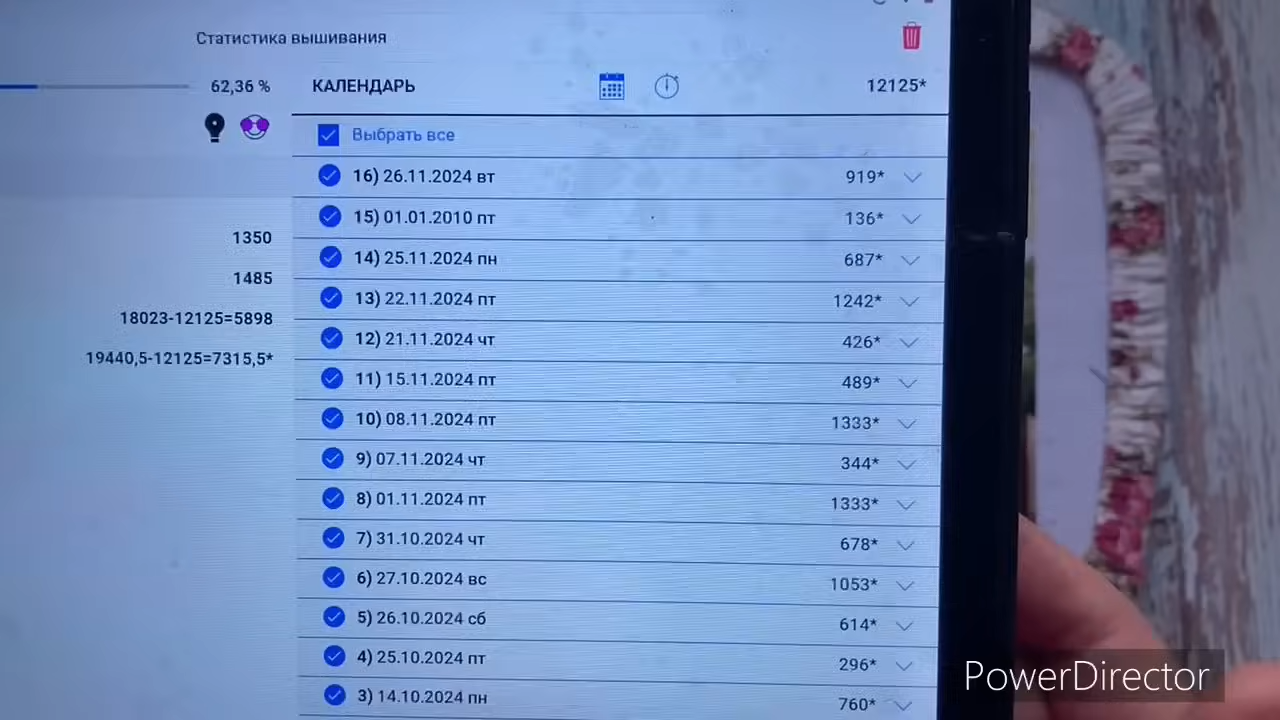 Статистика вышивания
62,36 %
КАЛЕНДАРЬ
12125*
Выбрать все
16) 26.11.2024 вт 919*
15) 01.01.2010 пт 136*
1350
14) 25.11.2024 пн 687*
1485
13) 22.11.2024 пт 1242*
18023-12125=5898
12) 21.11.2024 чт 426*
19440,5-12125=7315,5*
11) 15.11.2024 пт 489*
10) 08.11.2024 пт 1333*
9) 07.11.2024 чт 344*
8) 01.11.2024 пт 1333*
7) 31.10.2024 чт 678*
6) 27.10.2024 вс 1053*
5) 26.10.2024 сб 614*
4) 25.10.2024 пт 296*
3) 14.10.2024 пн 760*
PowerDirector